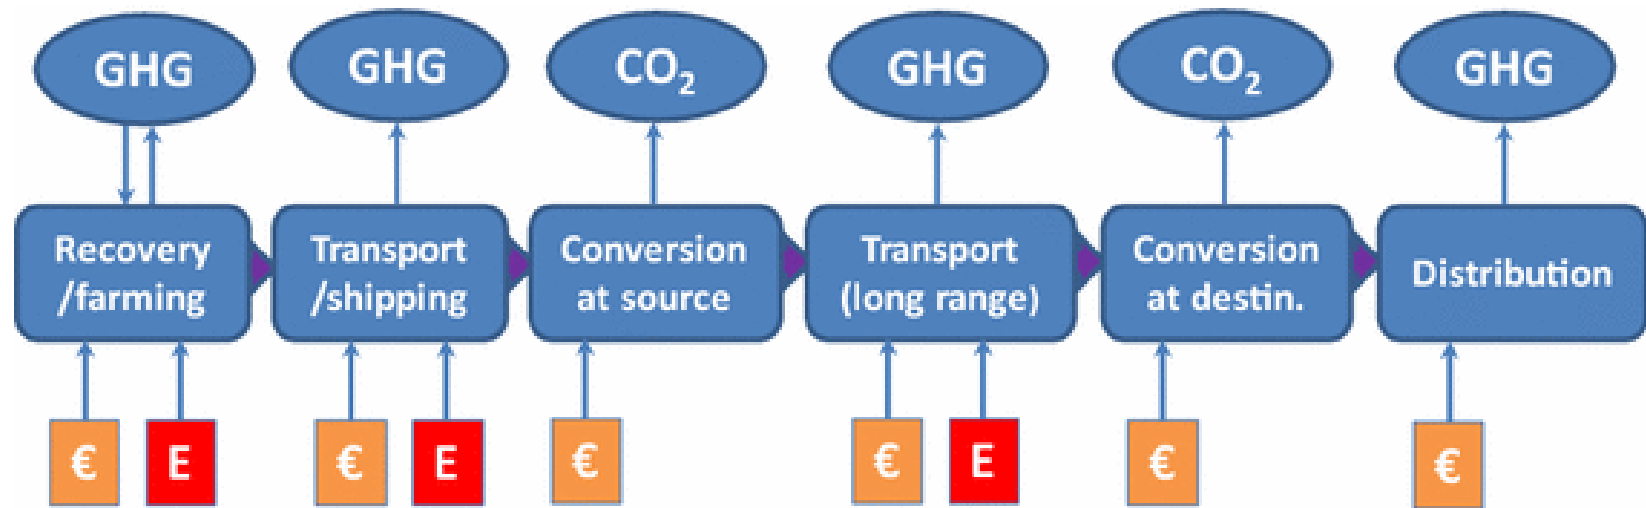 GHG GHG CO₂ GHG CO₂ GHG
Recovery
/farming
Transport
/shipping
Conversion
at source
Transport
(long range)
Conversion
at destin.
Distribution
€ E € E € € E € €